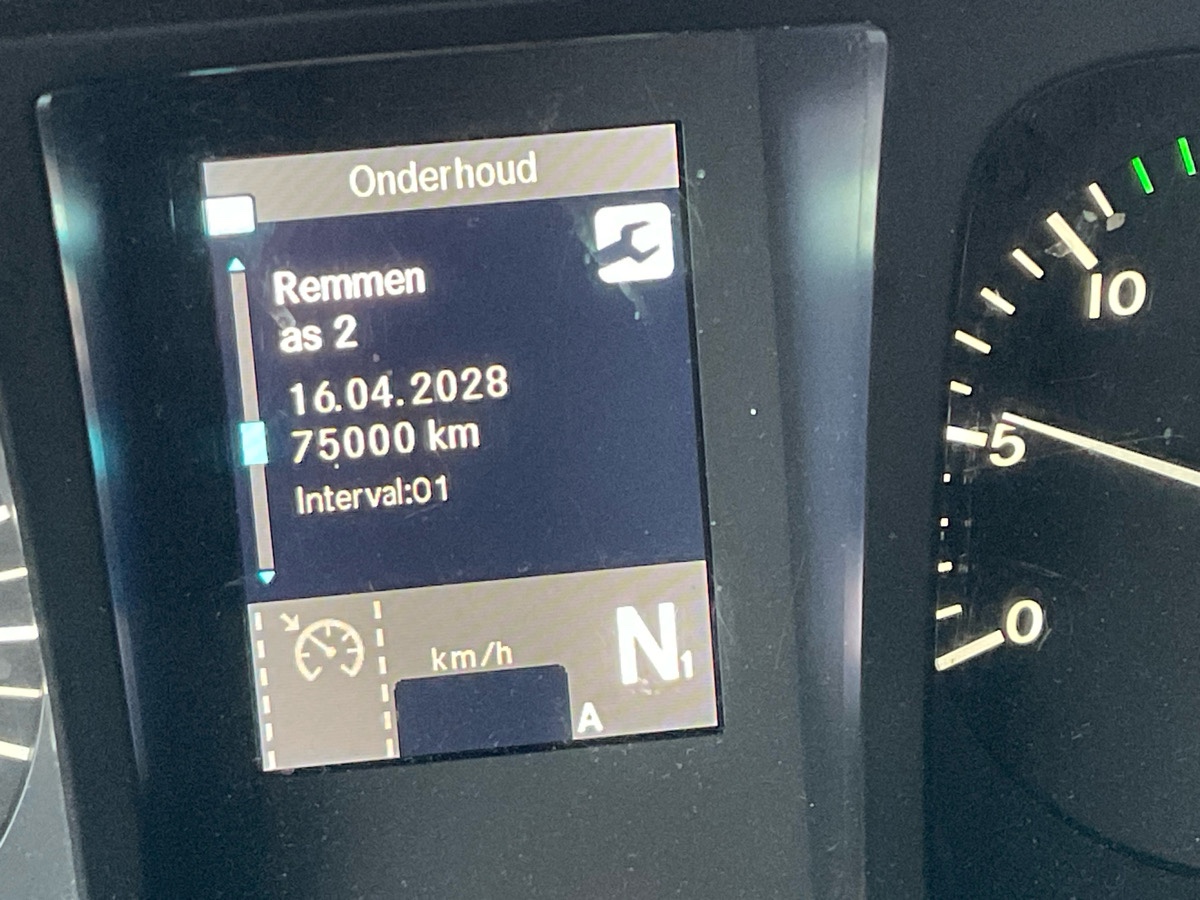 Onderhoud
Remmen
as 2
16.04.2028
75000 km
Interval:01
km/h
N1
A
10
5
0